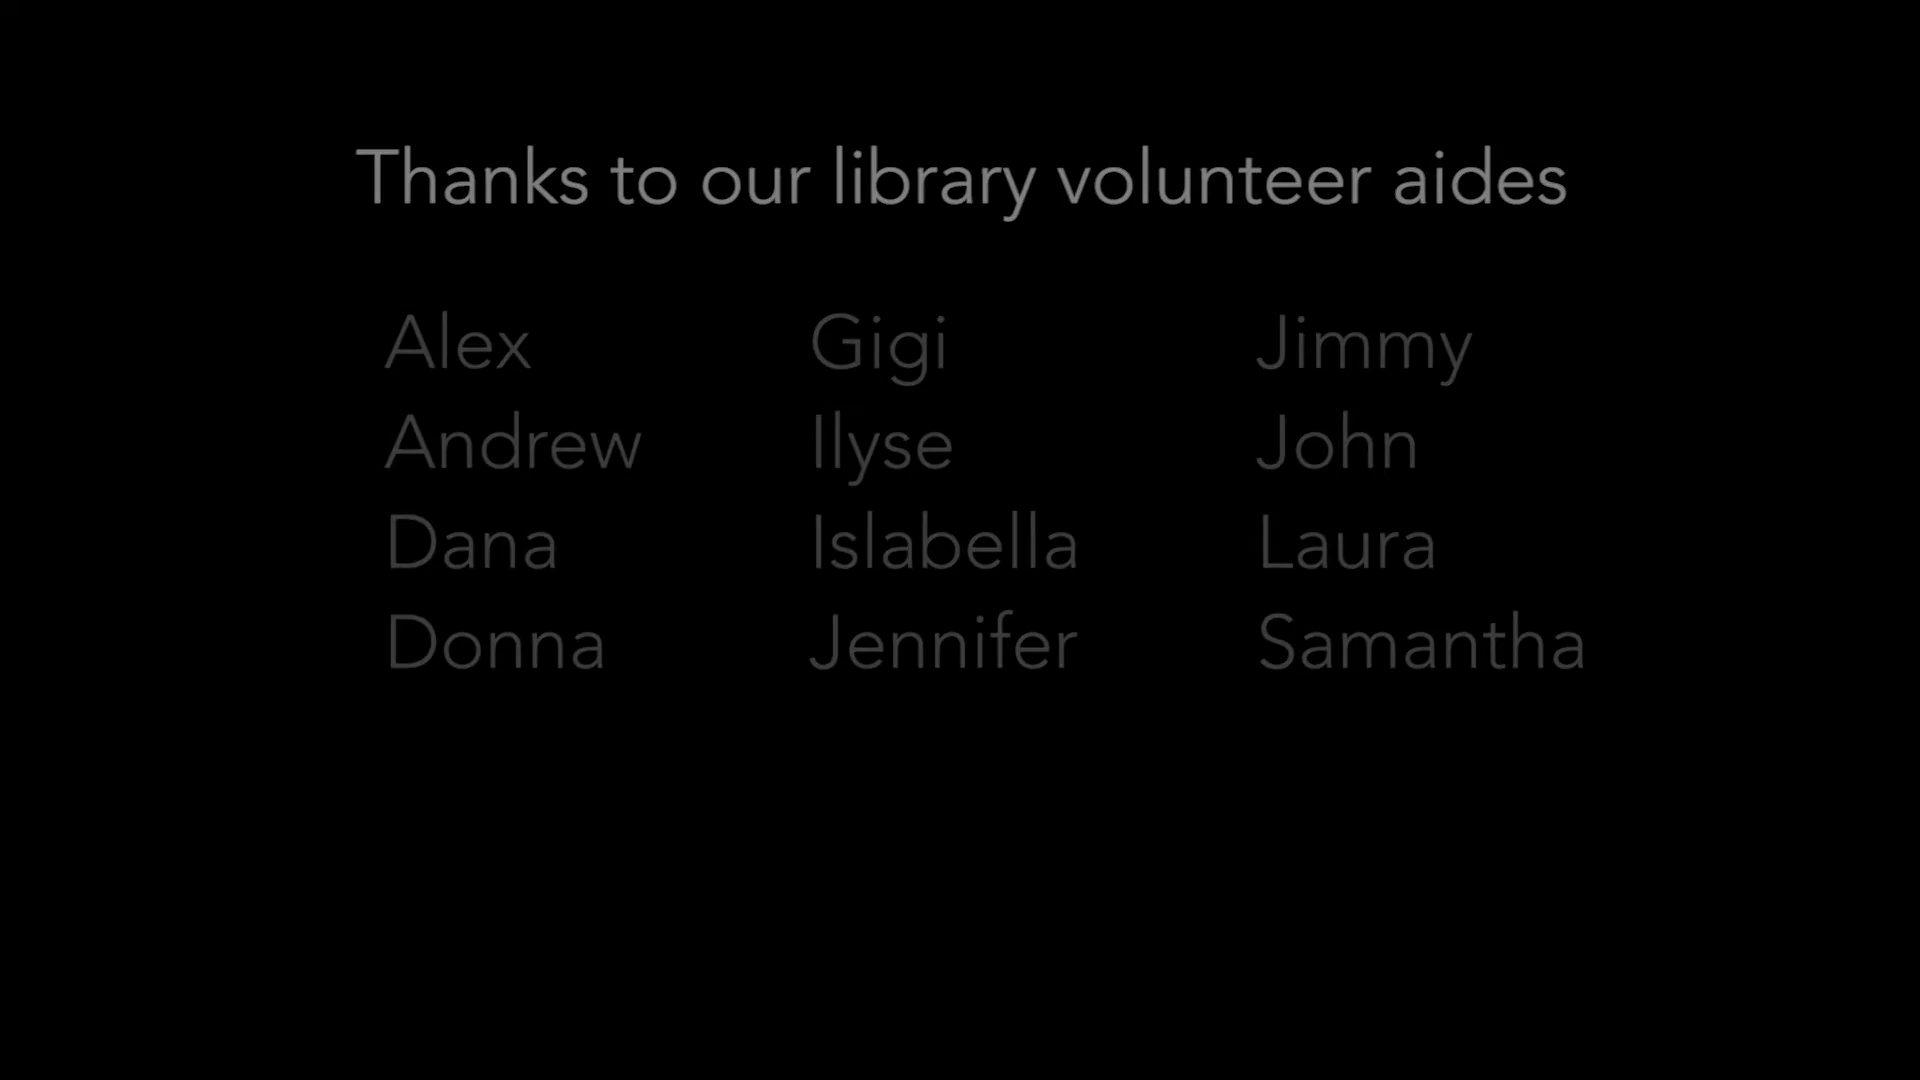 Thanks to our library volunteer aides
Alex
Andrew
Dana
Donna
Gigi
Ilyse
Islabella
Jennifer
Jimmy
John
Laura
Samantha